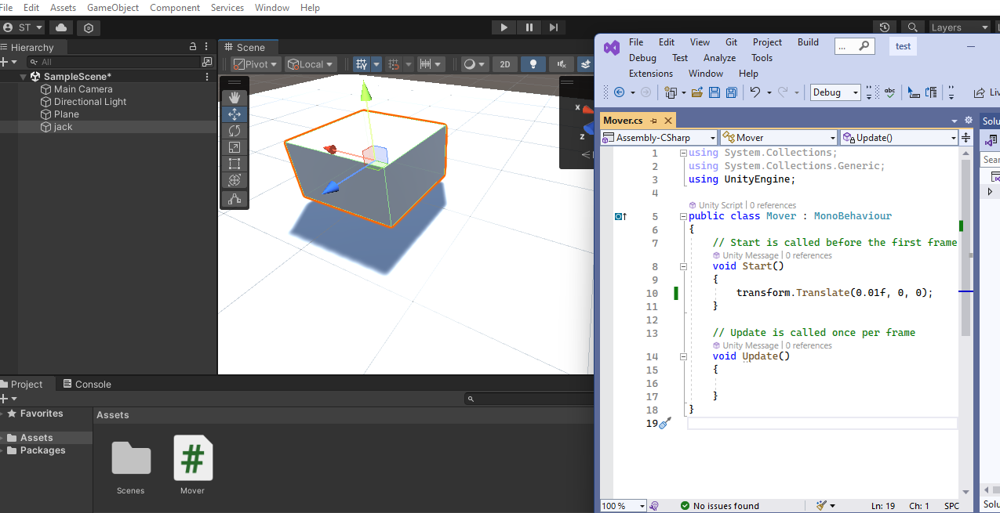 File Edit Assets GameObject Component Services Window Help
ST
Layers
Hierarchy
All
SampleScene*
Main Camera
Directional Light
Plane
jack
Scene
Pivot Local 2D
x
z
Project Console
Favorites
Assets
Packages
Assets
Scenes Mover
File Edit View Git Project Build ... test
Debug Test Analyze Tools
Extensions Window Help
Debug abc Liv
Mover.cs
Assembly-CSharp Mover Update()
1 using System.Collections;
2 using System.Collections.Generic;
3 using UnityEngine;
4
Unity Script | 0 references
5 public class Mover : MonoBehaviour
6 {
7 // Start is called before the first frame
Unity Message | 0 references
8 void Start()
9 {
10 transform.Translate(0.01f, 0, 0);
11 }
12
13 // Update is called once per frame
Unity Message | 0 references
14 void Update()
15 {
16
17 }
18 }
19
100 % No issues found Ln: 19 Ch: 1 SPC
Solu
Sear
Solu